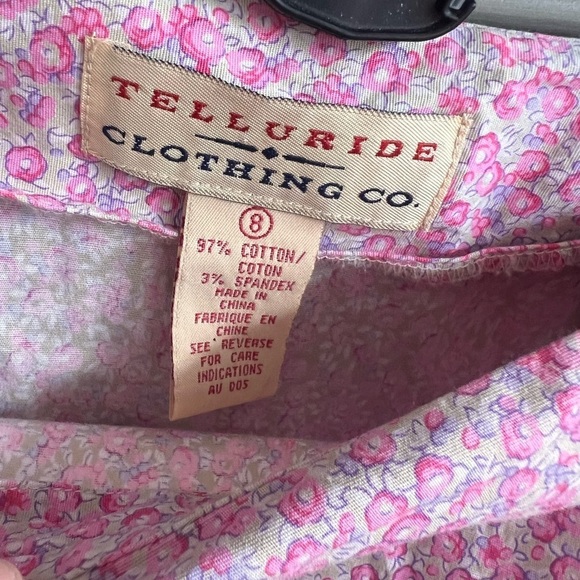 TELLURIDE
CLOTHING CO.
8
97% COTTON/
COTON
3% SPANDEX
MADE IN
CHINA
FABRIQUE EN
CHINE
SEE REVERSE
FOR CARE
INDICATIONS
AU DOS